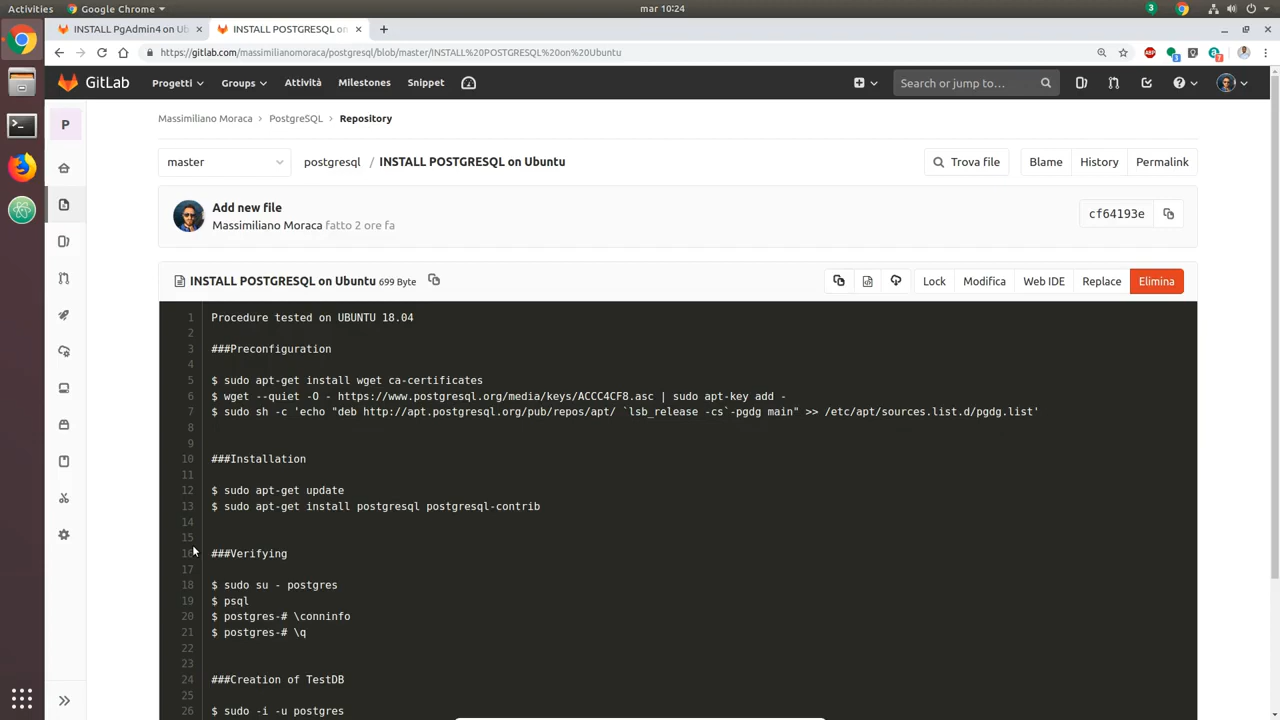 Activities
Google Chrome
mar 10:24
3
INSTALL PgAdmin4 on Ub
INSTALL POSTGRESQL on
https://gitlab.com/massimilianomoraca/postgresql/blob/master/INSTALL%20POSTGRESQL%20on%20Ubuntu
ABP
3
7
GitLab
Progetti
Groups
Attività
Milestones
Snippet
Search or jump to…
P
Massimiliano Moraca > PostgreSQL > Repository
master
postgresql / INSTALL POSTGRESQL on Ubuntu
Trova file
Blame
History
Permalink
Add new file
Massimiliano Moraca fatto 2 ore fa
cf64193e
INSTALL POSTGRESQL on Ubuntu 699 Byte
Lock
Modifica
Web IDE
Replace
Elimina
1 Procedure tested on UBUNTU 18.04
2
3 ###Preconfiguration
4
5 $ sudo apt-get install wget ca-certificates
6 $ wget --quiet -O - https://www.postgresql.org/media/keys/ACCC4CF8.asc | sudo apt-key add -
7 $ sudo sh -c 'echo "deb http://apt.postgresql.org/pub/repos/apt/ `lsb_release -cs`-pgdg main" >> /etc/apt/sources.list.d/pgdg.list'
8
9
10 ###Installation
11
12 $ sudo apt-get update
13 $ sudo apt-get install postgresql postgresql-contrib
14
15
16 ###Verifying
17
18 $ sudo su - postgres
19 $ psql
20 $ postgres-# \conninfo
21 $ postgres-# \q
22
23
24 ###Creation of TestDB
25
26 $ sudo -i -u postgres